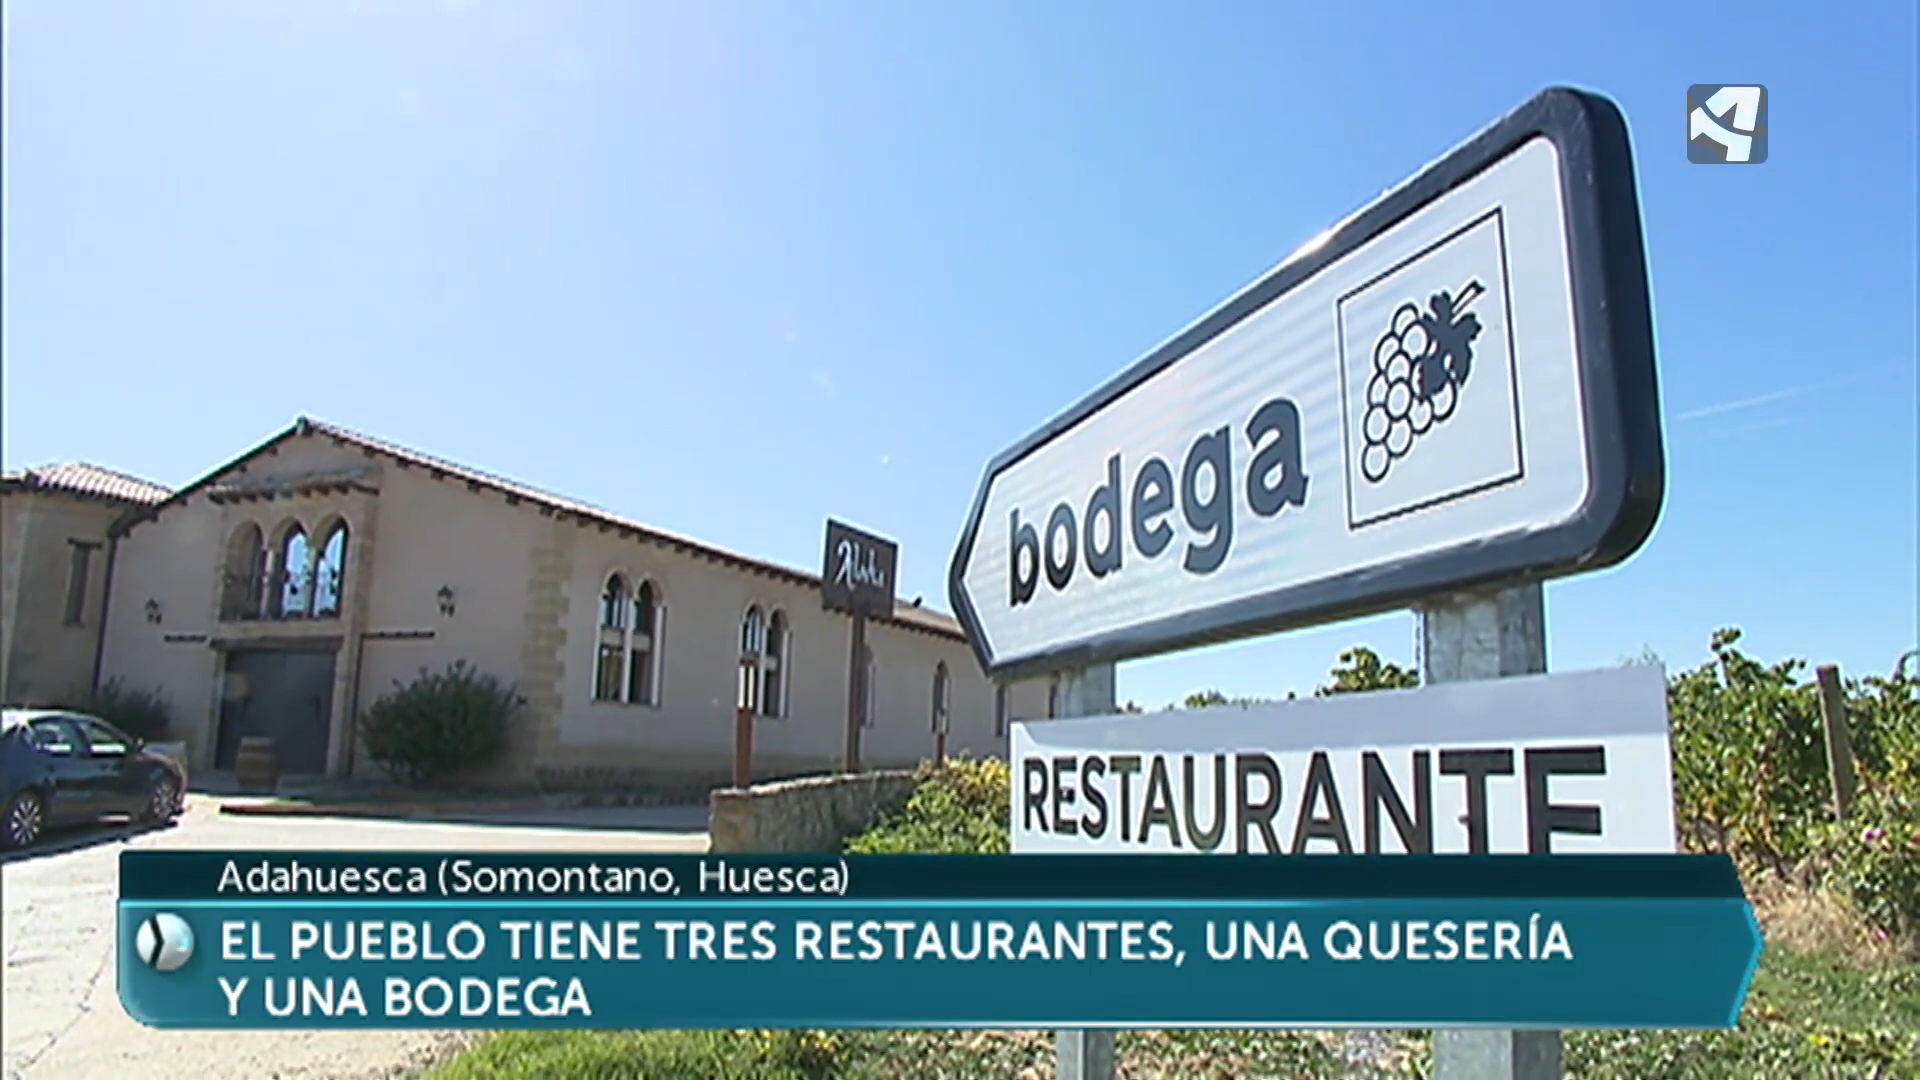 bodega
RESTAURANTE
Adahuesca (Somontano, Huesca)
EL PUEBLO TIENE TRES RESTAURANTES, UNA QUESERÍA
Y UNA BODEGA